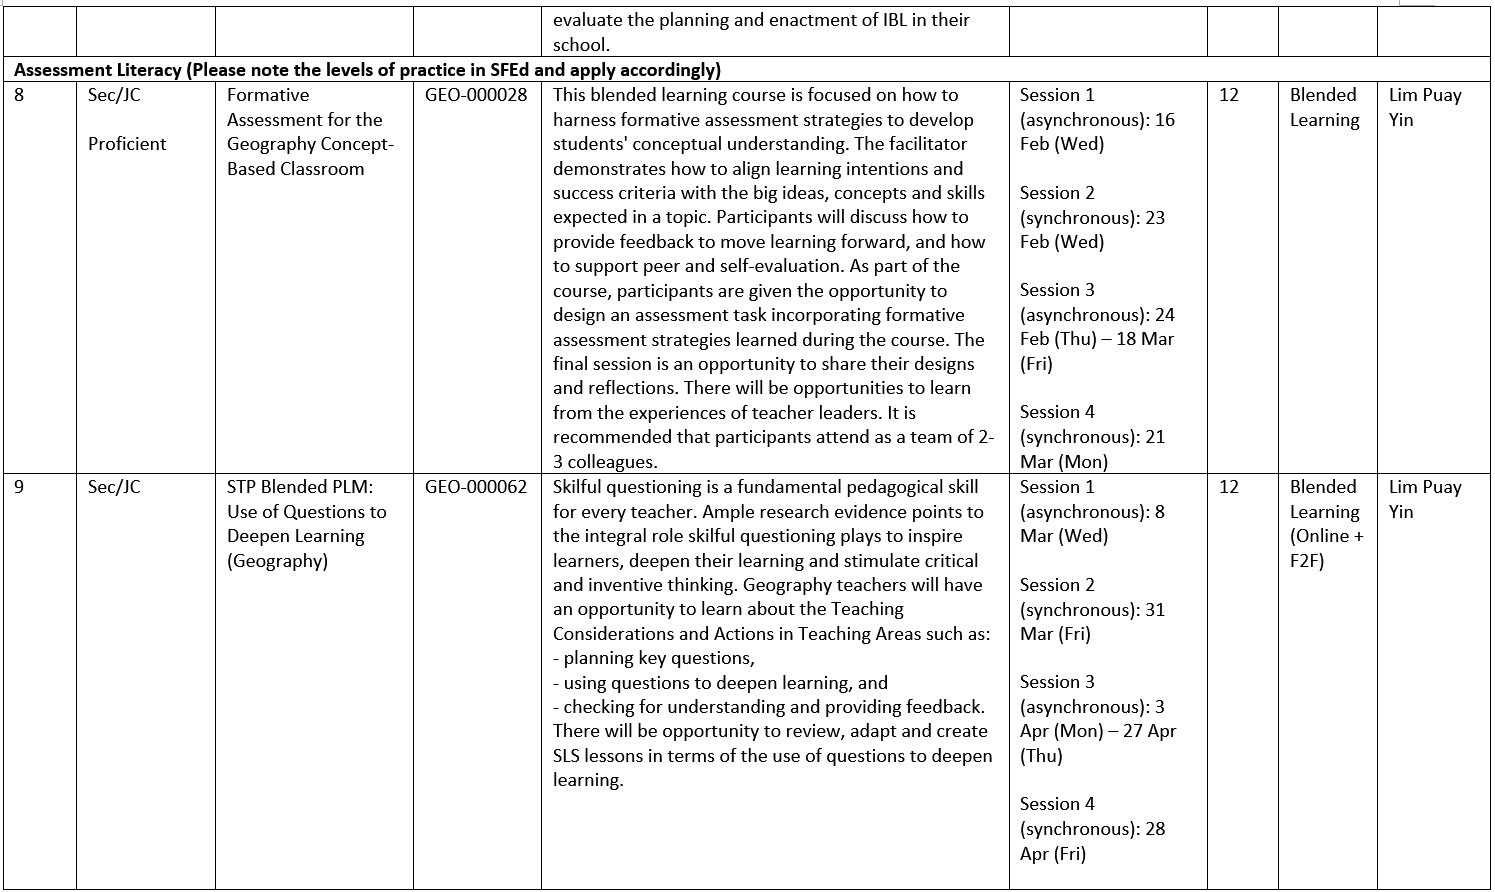 evaluate the planning and enactment of IBL in their
school.
Assessment Literacy (Please note the levels of practice in SFEd and apply accordingly)
8
Sec/JC
Proficient
Formative
Assessment for the
Geography Concept-
Based Classroom
GEO-000028
This blended learning course is focused on how to
harness formative assessment strategies to develop
students' conceptual understanding. The facilitator
demonstrates how to align learning intentions and
success criteria with the big ideas, concepts and skills
expected in a topic. Participants will discuss how to
provide feedback to move learning forward, and how
to support peer and self-evaluation. As part of the
course, participants are given the opportunity to
design an assessment task incorporating formative
assessment strategies learned during the course. The
final session is an opportunity to share their designs
and reflections. There will be opportunities to learn
from the experiences of teacher leaders. It is
recommended that participants attend as a team of 2-
3 colleagues.
Session 1
(asynchronous): 16
Feb (Wed)
Session 2
(synchronous): 23
Feb (Wed)
Session 3
(asynchronous): 24
Feb (Thu) – 18 Mar
(Fri)
Session 4
(synchronous): 21
Mar (Mon)
12
Blended
Learning
Lim Puay
Yin
9
Sec/JC
STP Blended PLM:
Use of Questions to
Deepen Learning
(Geography)
GEO-000062
Skilful questioning is a fundamental pedagogical skill
for every teacher. Ample research evidence points to
the integral role skilful questioning plays to inspire
learners, deepen their learning and stimulate critical
and inventive thinking. Geography teachers will have
an opportunity to learn about the Teaching
Considerations and Actions in Teaching Areas such as:
- planning key questions,
- using questions to deepen learning, and
- checking for understanding and providing feedback.
There will be opportunity to review, adapt and create
SLS lessons in terms of the use of questions to deepen
learning.
Session 1
(asynchronous): 8
Mar (Wed)
Session 2
(synchronous): 31
Mar (Fri)
Session 3
(asynchronous): 3
Apr (Mon) – 27 Apr
(Thu)
Session 4
(synchronous): 28
Apr (Fri)
12
Blended
Learning
(Online +
F2F)
Lim Puay
Yin